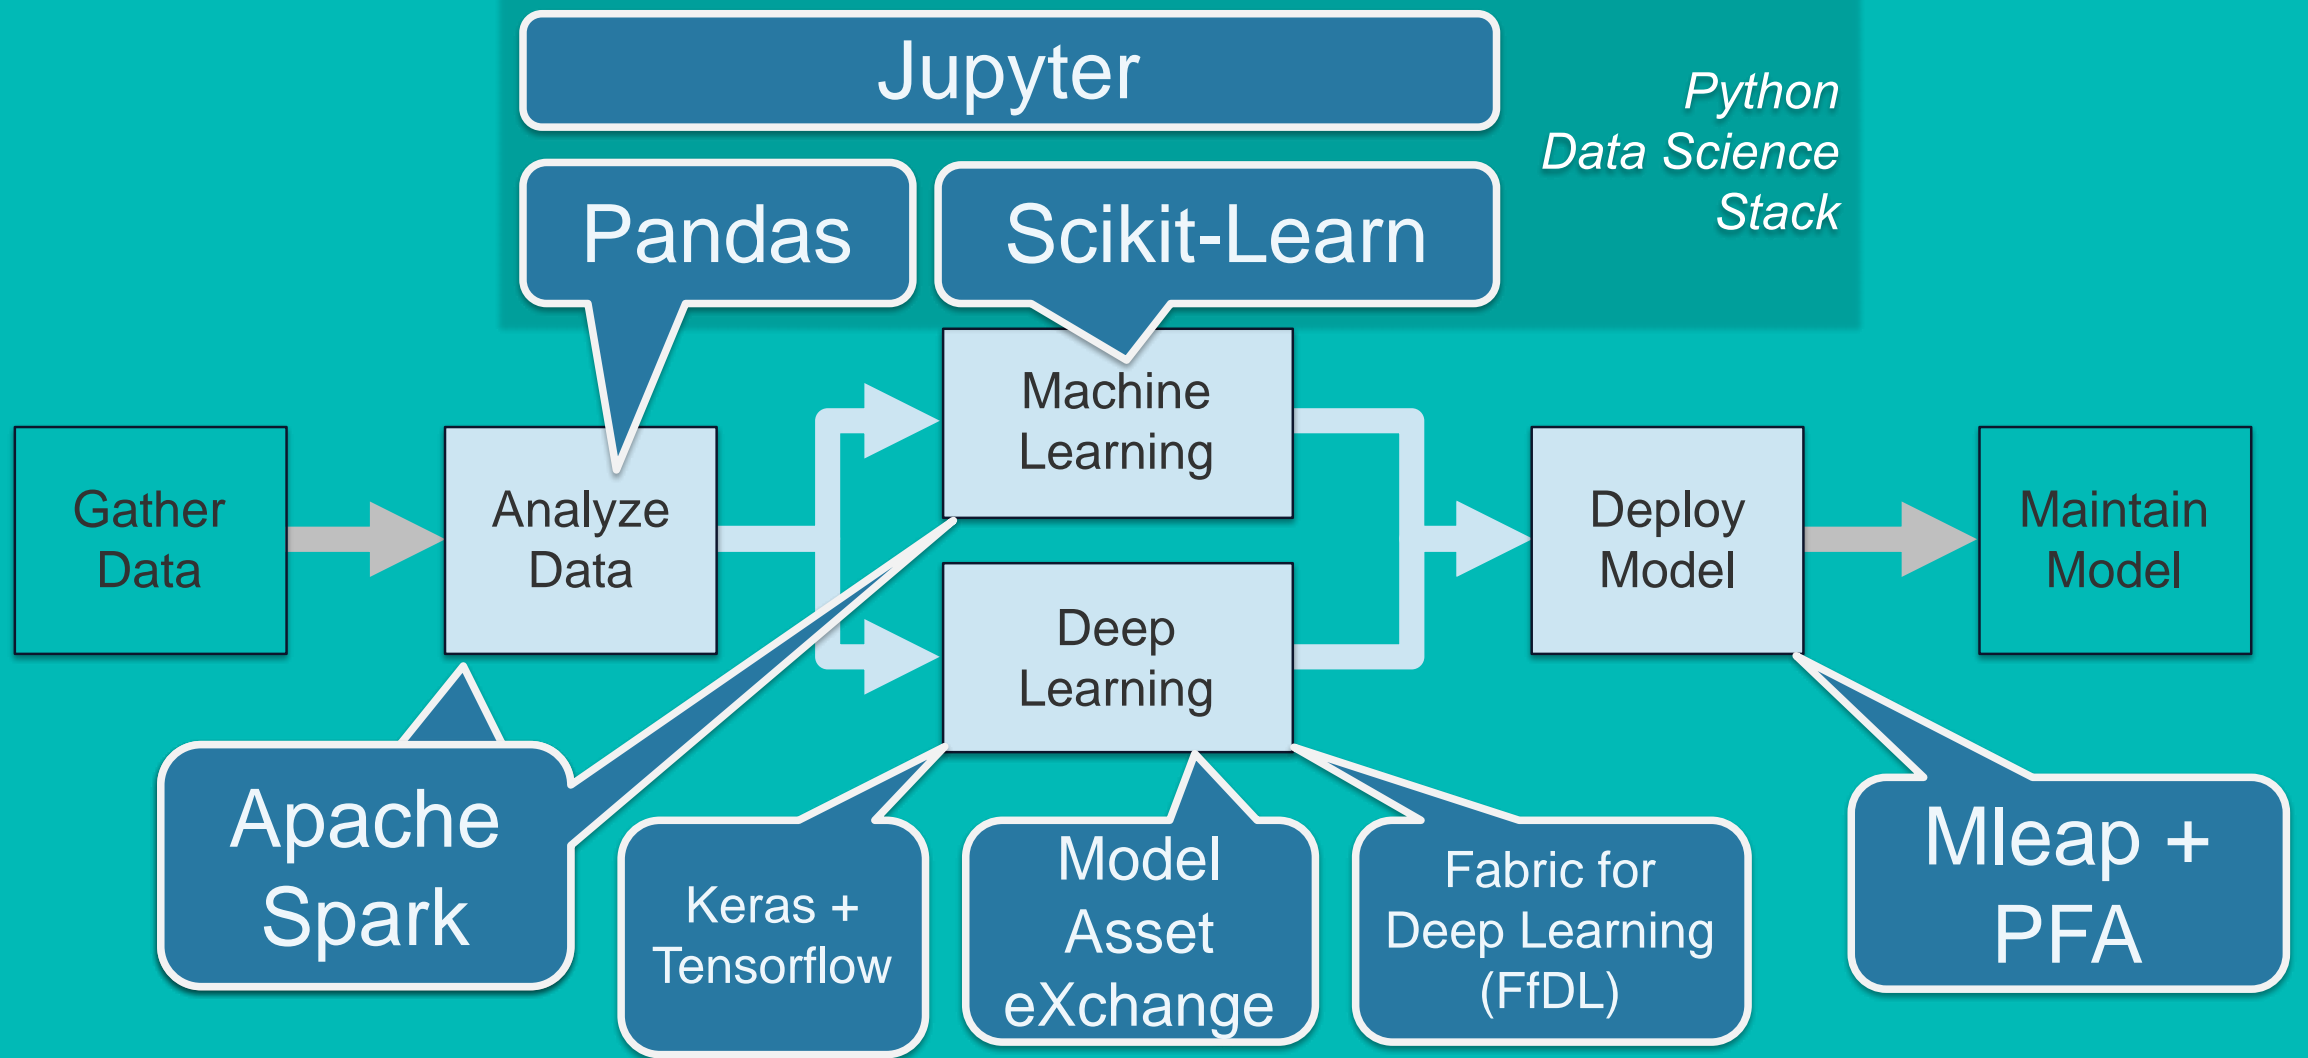 Jupyter
Python
Data Science
Stack
Pandas
Scikit-Learn
Gather
Data
Analyze
Data
Machine
Learning
Deep
Learning
Deploy
Model
Maintain
Model
Apache
Spark
Keras +
Tensorflow
Model
Asset
eXchange
Fabric for
Deep Learning
(FfDL)
Mleap +
PFA